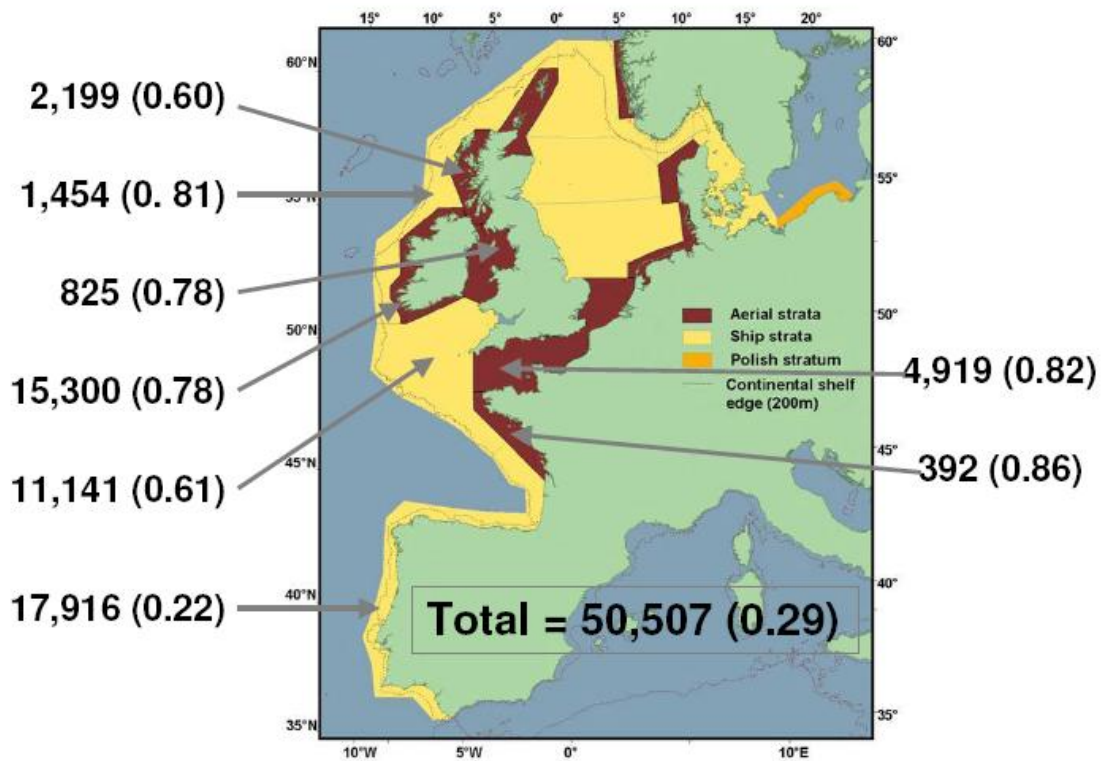 15° 10° 5° 0° 5° 10° 15° 20°
60°N
60°
2,199 (0.60)
1,454 (0. 81)
55°N
55°
825 (0.78)
50°N
50°
Aerial strata
Ship strata
Polish stratum
Continental shelf
edge (200m)
15,300 (0.78)
4,919 (0.82)
45°N
45°
392 (0.86)
11,141 (0.61)
40°N
40°
17,916 (0.22)
Total = 50,507 (0.29)
35°N
35°
10°W 5°W 0° 10°E